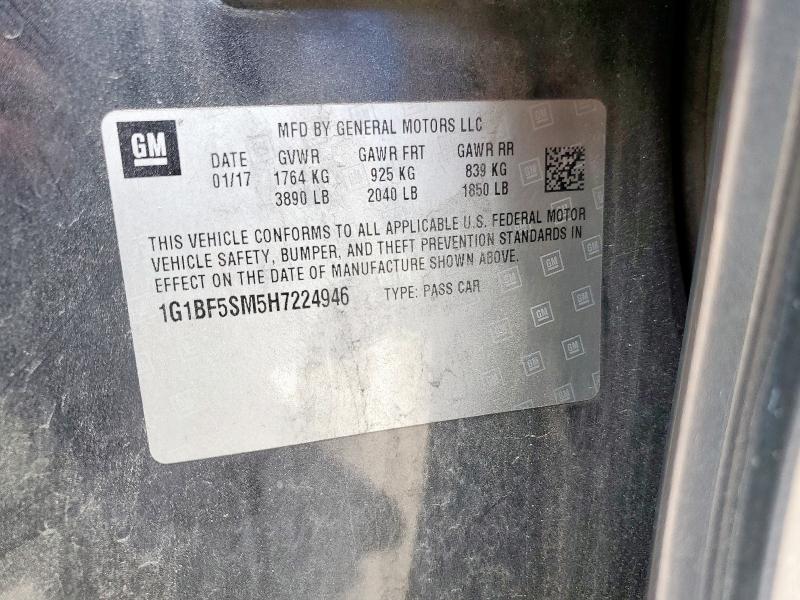 GM
MFD BY GENERAL MOTORS LLC
DATE GVWR GAWR FRT GAWR RR
01/17 1764 KG 925 KG 839 KG
3890 LB 2040 LB 1850 LB
THIS VEHICLE CONFORMS TO ALL APPLICABLE U.S. FEDERAL MOTOR
VEHICLE SAFETY, BUMPER, AND THEFT PREVENTION STANDARDS IN
EFFECT ON THE DATE OF MANUFACTURE SHOWN ABOVE.
1G1BF5SM5H7224946 TYPE: PASS CAR